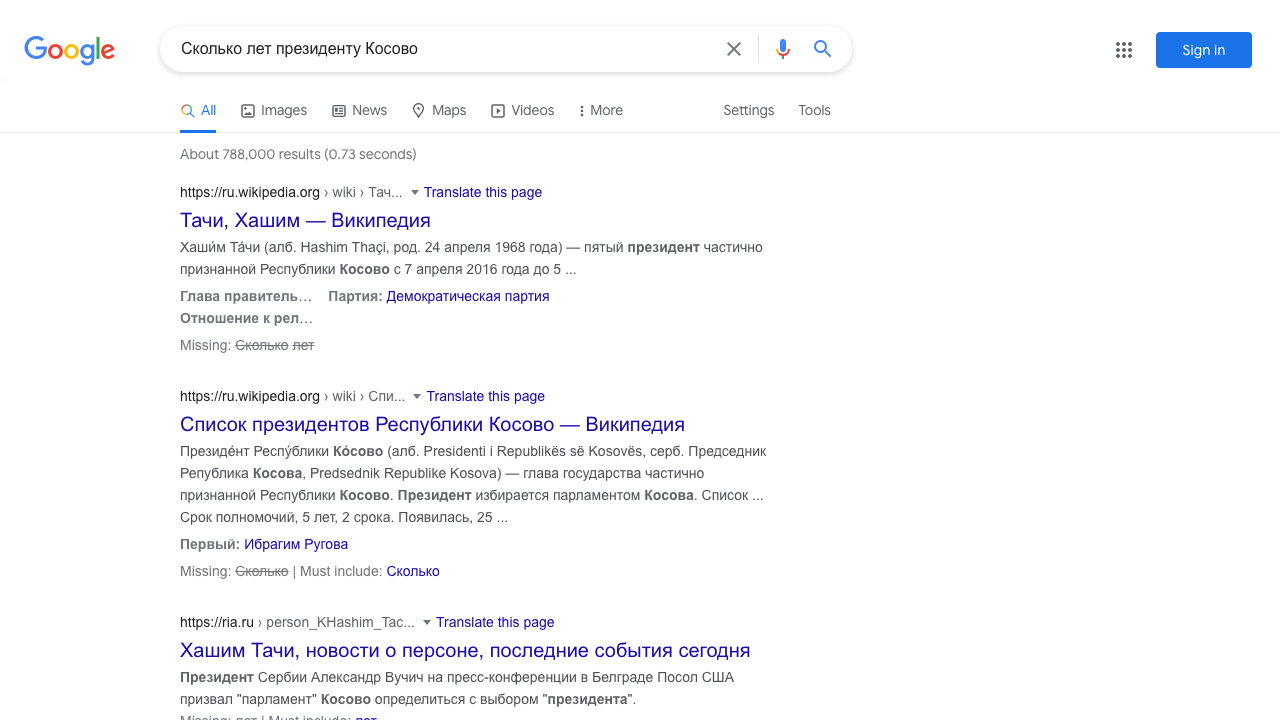 Google
Сколько лет президенту Косово
Sign in
All Images News Maps Videos More Settings Tools
About 788,000 results (0.73 seconds)
https://ru.wikipedia.org › wiki › Тач... Translate this page
Тачи, Хашим — Википедия
Хаши́м Та́чи (алб. Hashim Thaçi, род. 24 апреля 1968 года) — пятый президент частично
признанной Республики Косово с 7 апреля 2016 года до 5 ...
Глава правитель... Партия: Демократическая партия
Отношение к рел...
Missing: Сколько лет
https://ru.wikipedia.org › wiki › Спи... Translate this page
Список президентов Республики Косово — Википедия
Президе́нт Респу́блики Ко́сово (алб. Presidenti i Republikës së Kosovës, серб. Председник
Република Косова, Predsednik Republike Kosova) — глава государства частично
признанной Республики Косово. Президент избирается парламентом Косова. Список ...
Срок полномочий, 5 лет, 2 срока. Появилась, 25 ...
Первый: Ибрагим Ругова
Missing: Сколько | Must include: Сколько
https://ria.ru › person_KHashim_Tac... Translate this page
Хашим Тачи, новости о персоне, последние события сегодня
Президент Сербии Александр Вучич на пресс-конференции в Белграде Посол США
призвал "парламент" Косово определиться с выбором "президента".
Missing: лет | Must include: лет